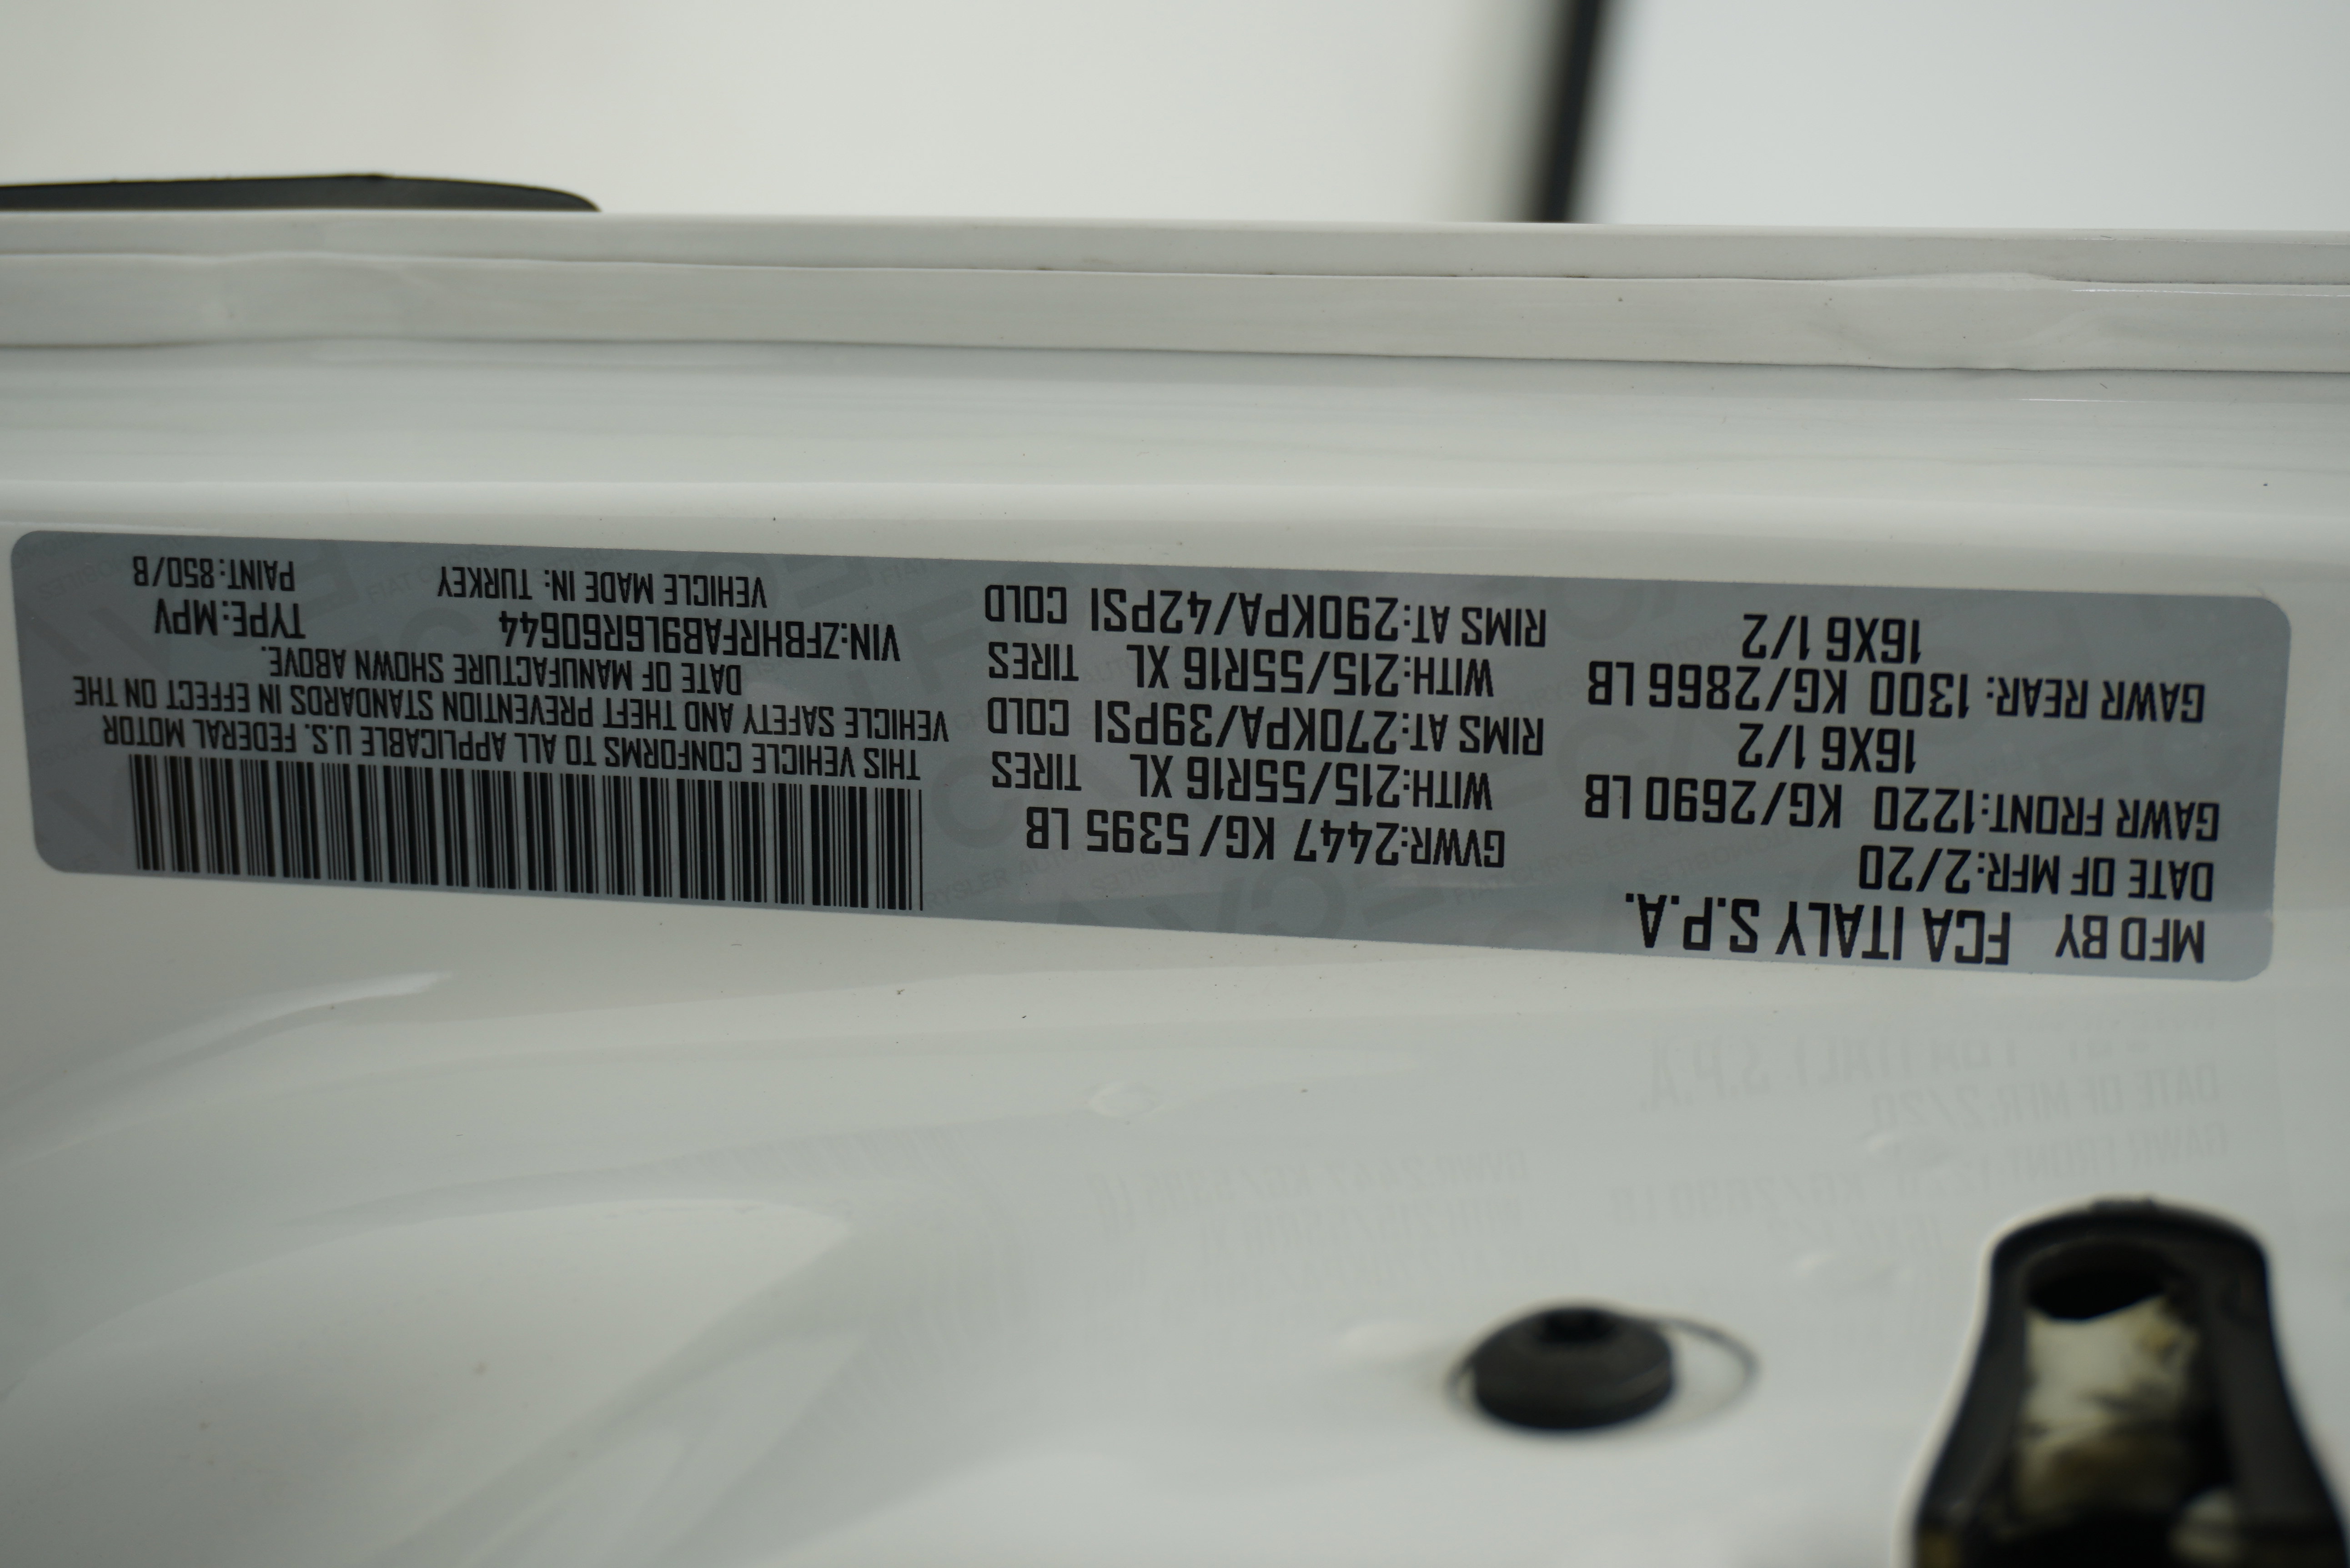 MFD BY FCA ITALY S.P.A.
DATE OF MFR:2/20
GAWR FRONT:1220 KG/2690 LB
16X6 1/2
GAWR REAR: 1300 KG/2866 LB
16X6 1/2
GVWR:2447 KG/5395 LB
WITH:215/55R16 XL TIRES
RIMS AT:270KPA/39PSI COLD
WITH:215/55R16 XL TIRES
RIMS AT:290KPA/42PSI COLD
THIS VEHICLE CONFORMS TO ALL APPLICABLE U.S. FEDERAL MOTOR
VEHICLE SAFETY AND THEFT PREVENTION STANDARDS IN EFFECT ON THE
DATE OF MANUFACTURE SHOWN ABOVE.
VIN:ZFBHRFAB9L6R60644 TYPE:MPV
VEHICLE MADE IN: TURKEY PAINT:850/B